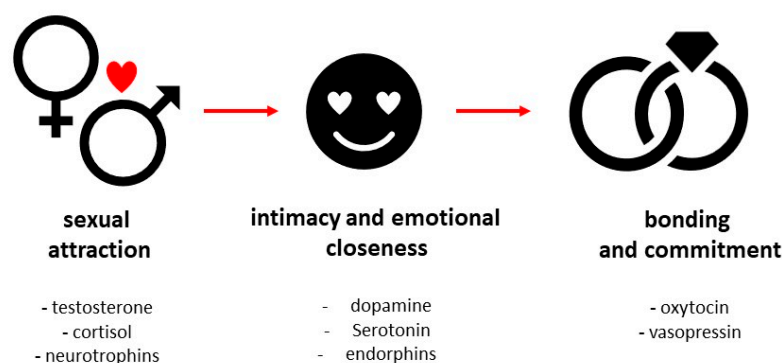 sexual
attraction
intimacy and emotional
closeness
bonding
and commitment
- testosterone
- cortisol
- neurotrophins
- dopamine
- Serotonin
- endorphins
- oxytocin
- vasopressin